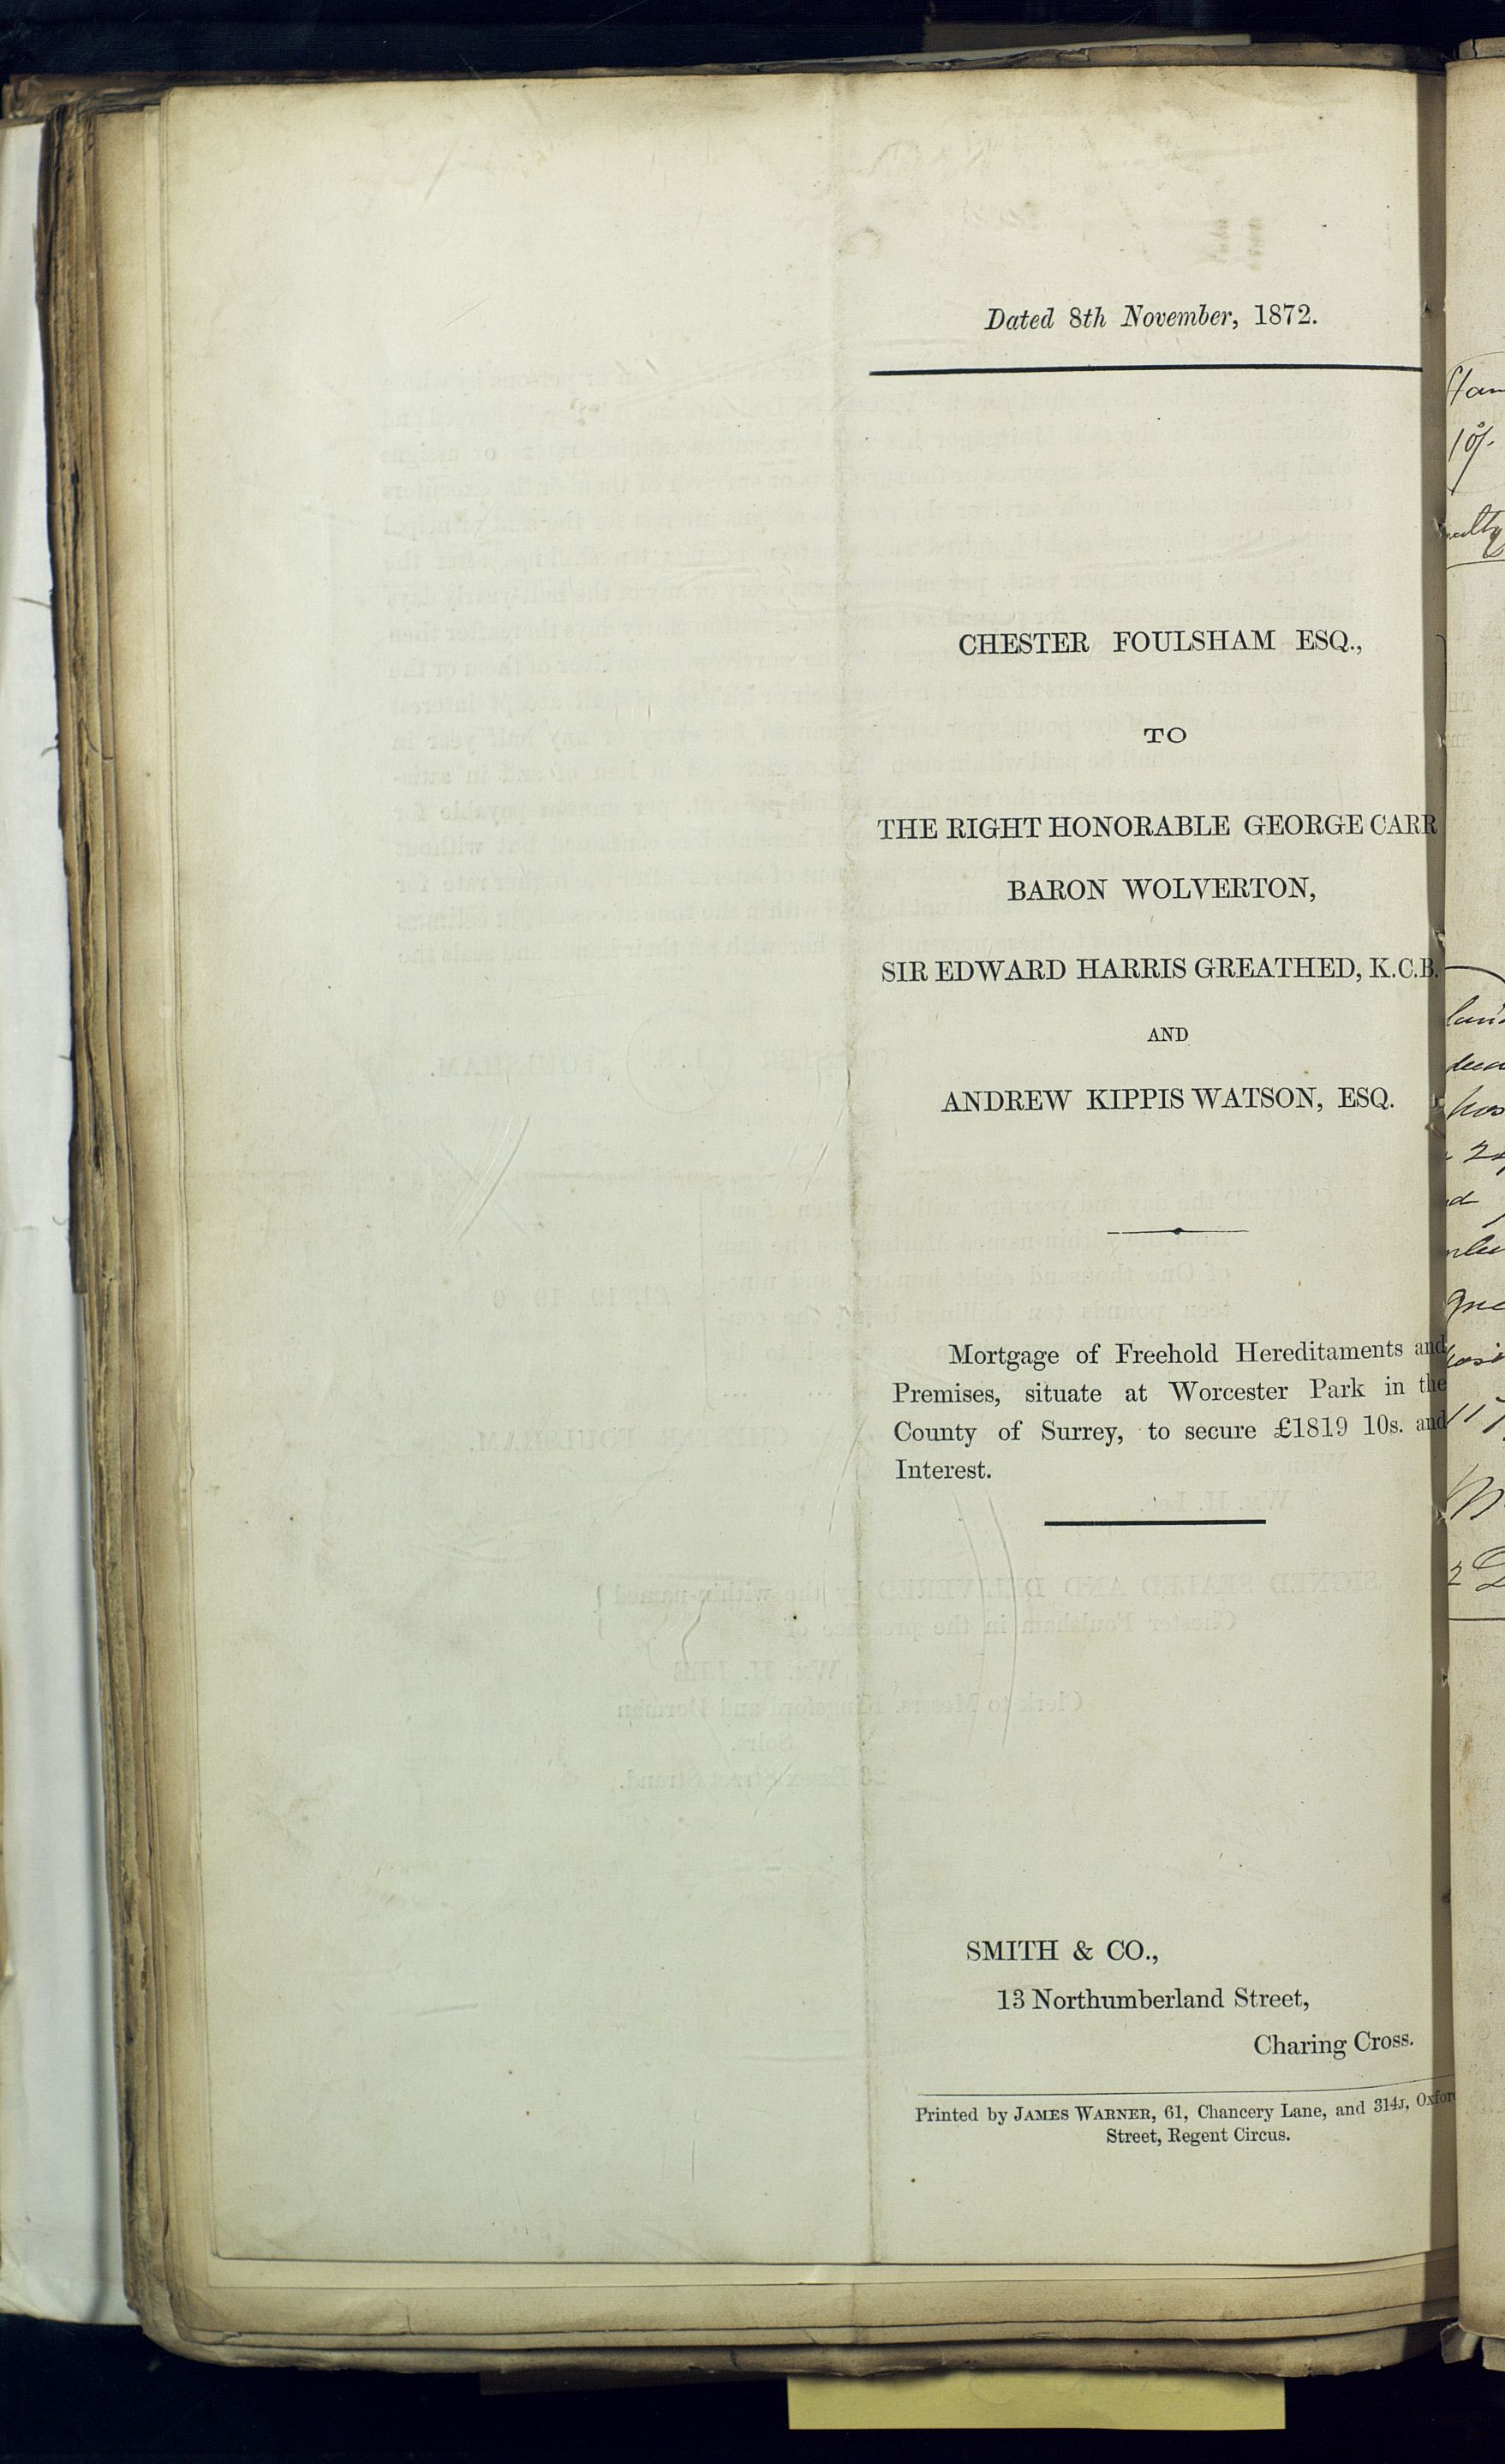 Dated 8th November, 1872.
CHESTER FOULSHAM ESQ.,
TO
THE RIGHT HONORABLE GEORGE CARR
BARON WOLVERTON,
SIR EDWARD HARRIS GREATHED, K.C.B.
AND
ANDREW KIPPIS WATSON, ESQ.
Mortgage of Freehold Hereditaments and
Premises, situate at Worcester Park in the
County of Surrey, to secure £1819 10s. and
Interest.
SMITH & CO.,
13 Northumberland Street,
Charing Cross.
Printed by JAMES WARNER, 61, Chancery Lane, and 314J, Oxford
Street, Regent Circus.